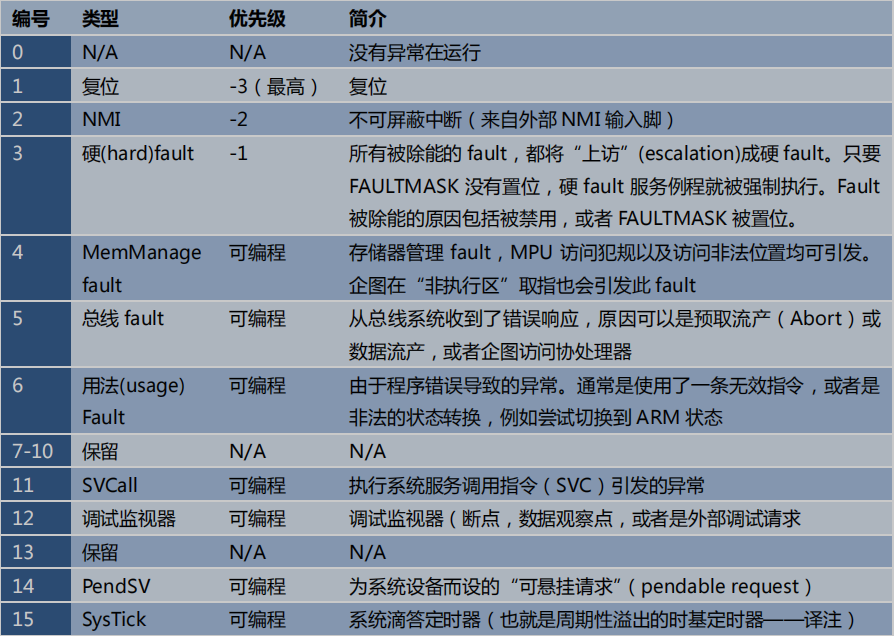 编号 类型 优先级 简介
0 N/A N/A 没有异常在运行
1 复位 -3（最高） 复位
2 NMI -2 不可屏蔽中断（来自外部 NMI 输入脚）
3 硬(hard)fault -1 所有被除能的 fault，都将“上访”(escalation)成硬 fault。只要
FAULTMASK 没有置位，硬 fault 服务例程就被强制执行。Fault
被除能的原因包括被禁用，或者 FAULTMASK 被置位。
4 MemManage 可编程 存储器管理 fault，MPU 访问犯规以及访问非法位置均可引发。
fault 企图在“非执行区”取指也会引发此 fault
5 总线 fault 可编程 从总线系统收到了错误响应，原因可以是预取流产（Abort）或
数据流产，或者企图访问协处理器
6 用法(usage) 可编程 由于程序错误导致的异常。通常是使用了一条无效指令，或者是
Fault 非法的状态转换，例如尝试切换到 ARM 状态
7-10 保留 N/A N/A
11 SVCall 可编程 执行系统服务调用指令（SVC）引发的异常
12 调试监视器 可编程 调试监视器（断点，数据观察点，或者是外部调试请求
13 保留 N/A N/A
14 PendSV 可编程 为系统设备而设的“可悬挂请求”（pendable request）
15 SysTick 可编程 系统滴答定时器（也就是周期性溢出的时基定时器——译注）